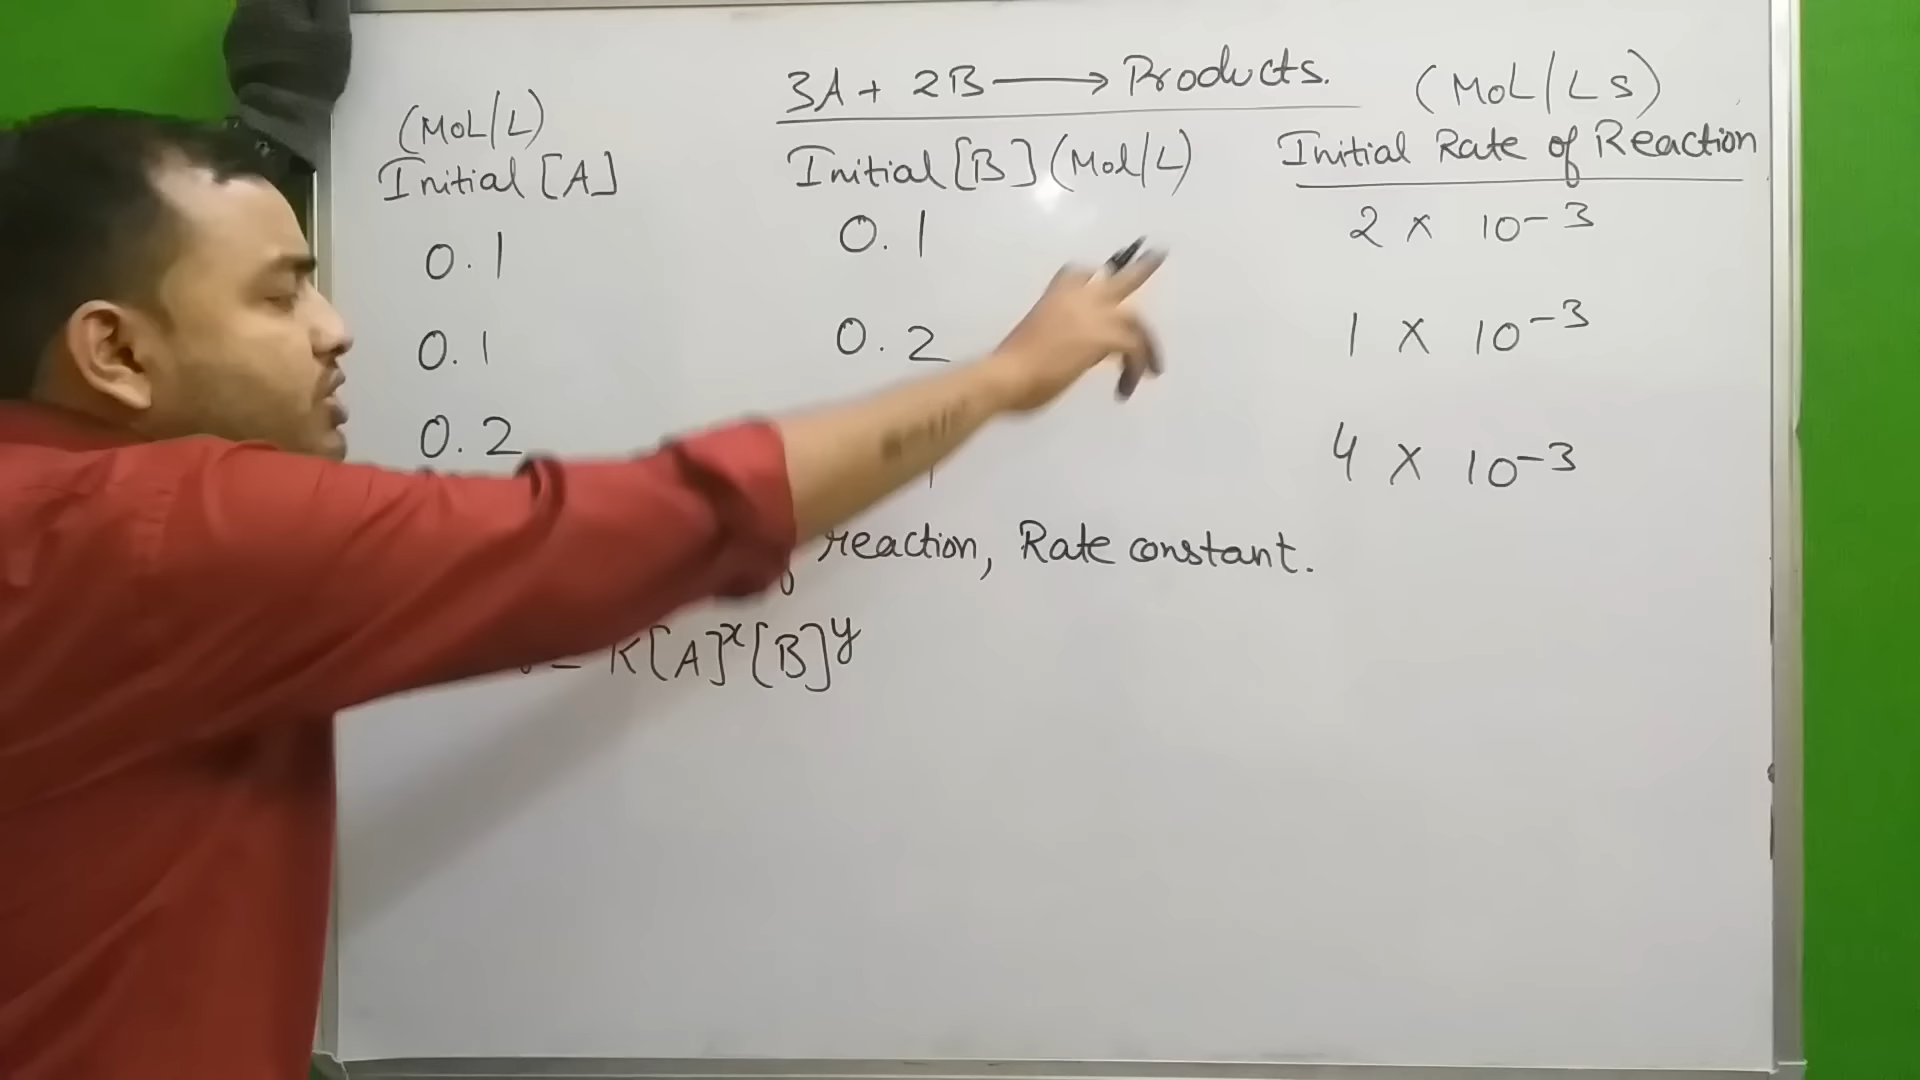 3A + 2B ⟶ Products.
(MoL/L)
Initial [A]
Initial [B] (Mol/L)
(MoL/LS)
Initial Rate of Reaction
0.1 0.1 2 × 10⁻³
0.1 0.2 1 × 10⁻³
0.2 4 × 10⁻³
reaction, Rate constant.
= K[A]ˣ[B]ʸ